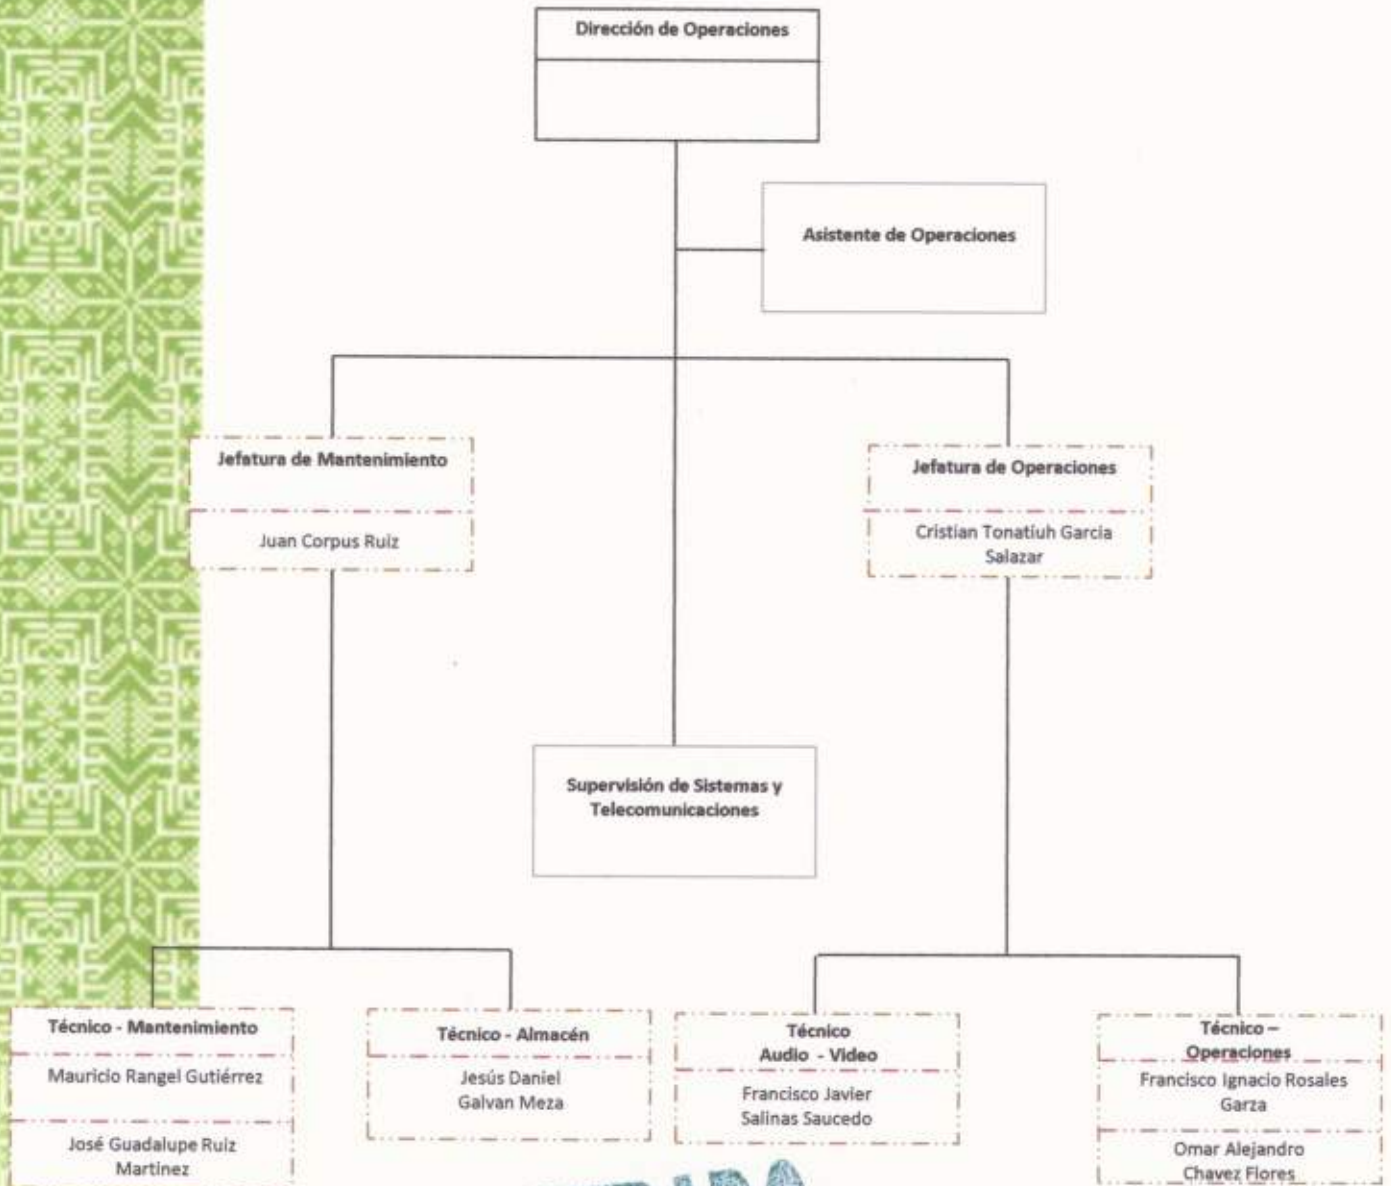 Dirección de Operaciones
Asistente de Operaciones
Jefatura de Mantenimiento
Juan Corpus Ruiz
Jefatura de Operaciones
Cristian Tonatiuh Garcia
Salazar
Supervisión de Sistemas y
Telecomunicaciones
Técnico - Mantenimiento
Mauricio Rangel Gutiérrez
José Guadalupe Ruiz
Martinez
Técnico - Almacén
Jesús Daniel
Galvan Meza
Técnico
Audio - Video
Francisco Javier
Salinas Saucedo
Técnico –
Operaciones
Francisco Ignacio Rosales
Garza
Omar Alejandro
Chavez Flores